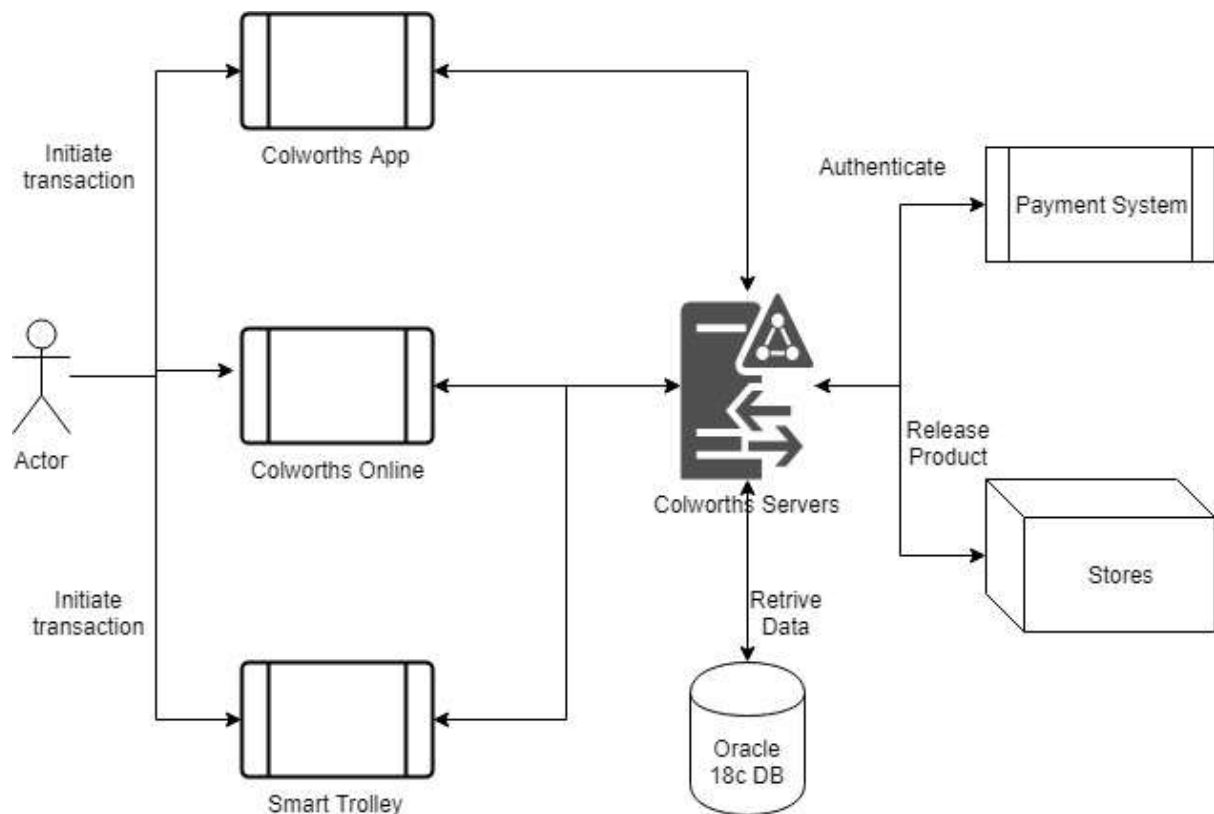 Initiate
transaction
Colworths App
Authenticate
Payment System
Actor
Colworths Online
Colworths Servers
Release
Product
Stores
Initiate
transaction
Retrive
Data
Oracle
18c DB
Smart Trolley